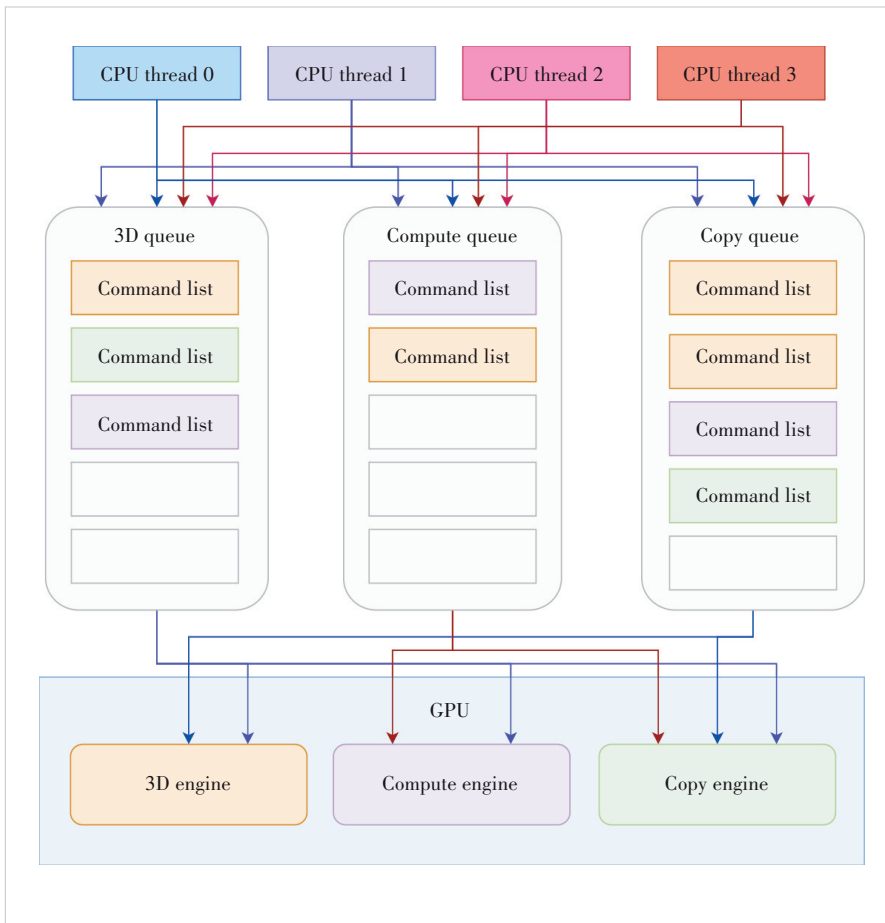 CPU thread 0
CPU thread 1
CPU thread 2
CPU thread 3
3D queue
Command list
Command list
Command list
Compute queue
Command list
Command list
Copy queue
Command list
Command list
Command list
Command list
GPU
3D engine
Compute engine
Copy engine